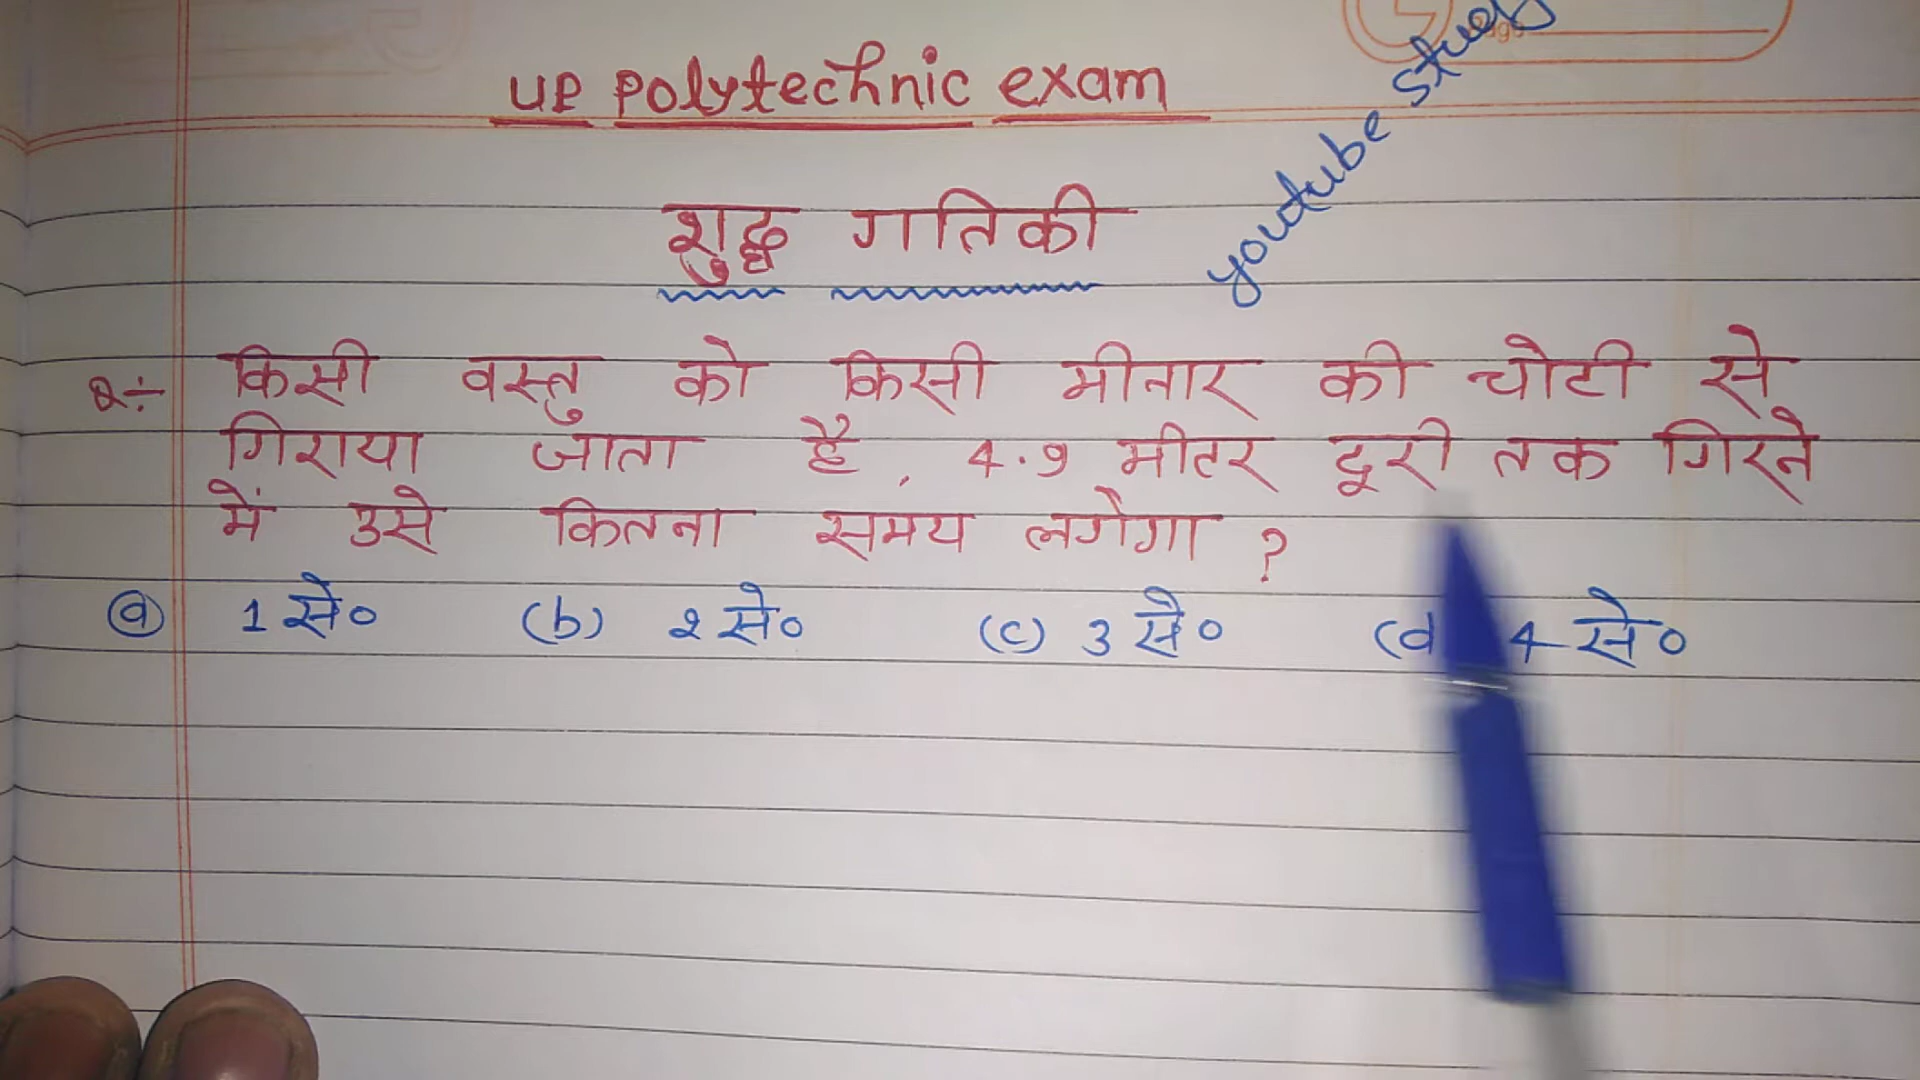 UP polytechnic exam
youtube
शुद्ध गतिकी
Q÷ किसी वस्तु को किसी मीनार की चोटी से
गिराया जाता है, 4.9 मीटर दूरी तक गिरने
में उसे कितना समय लगेगा ?
(a) 1 से० (b) 2 से० (c) 3 से० (d 4 से०